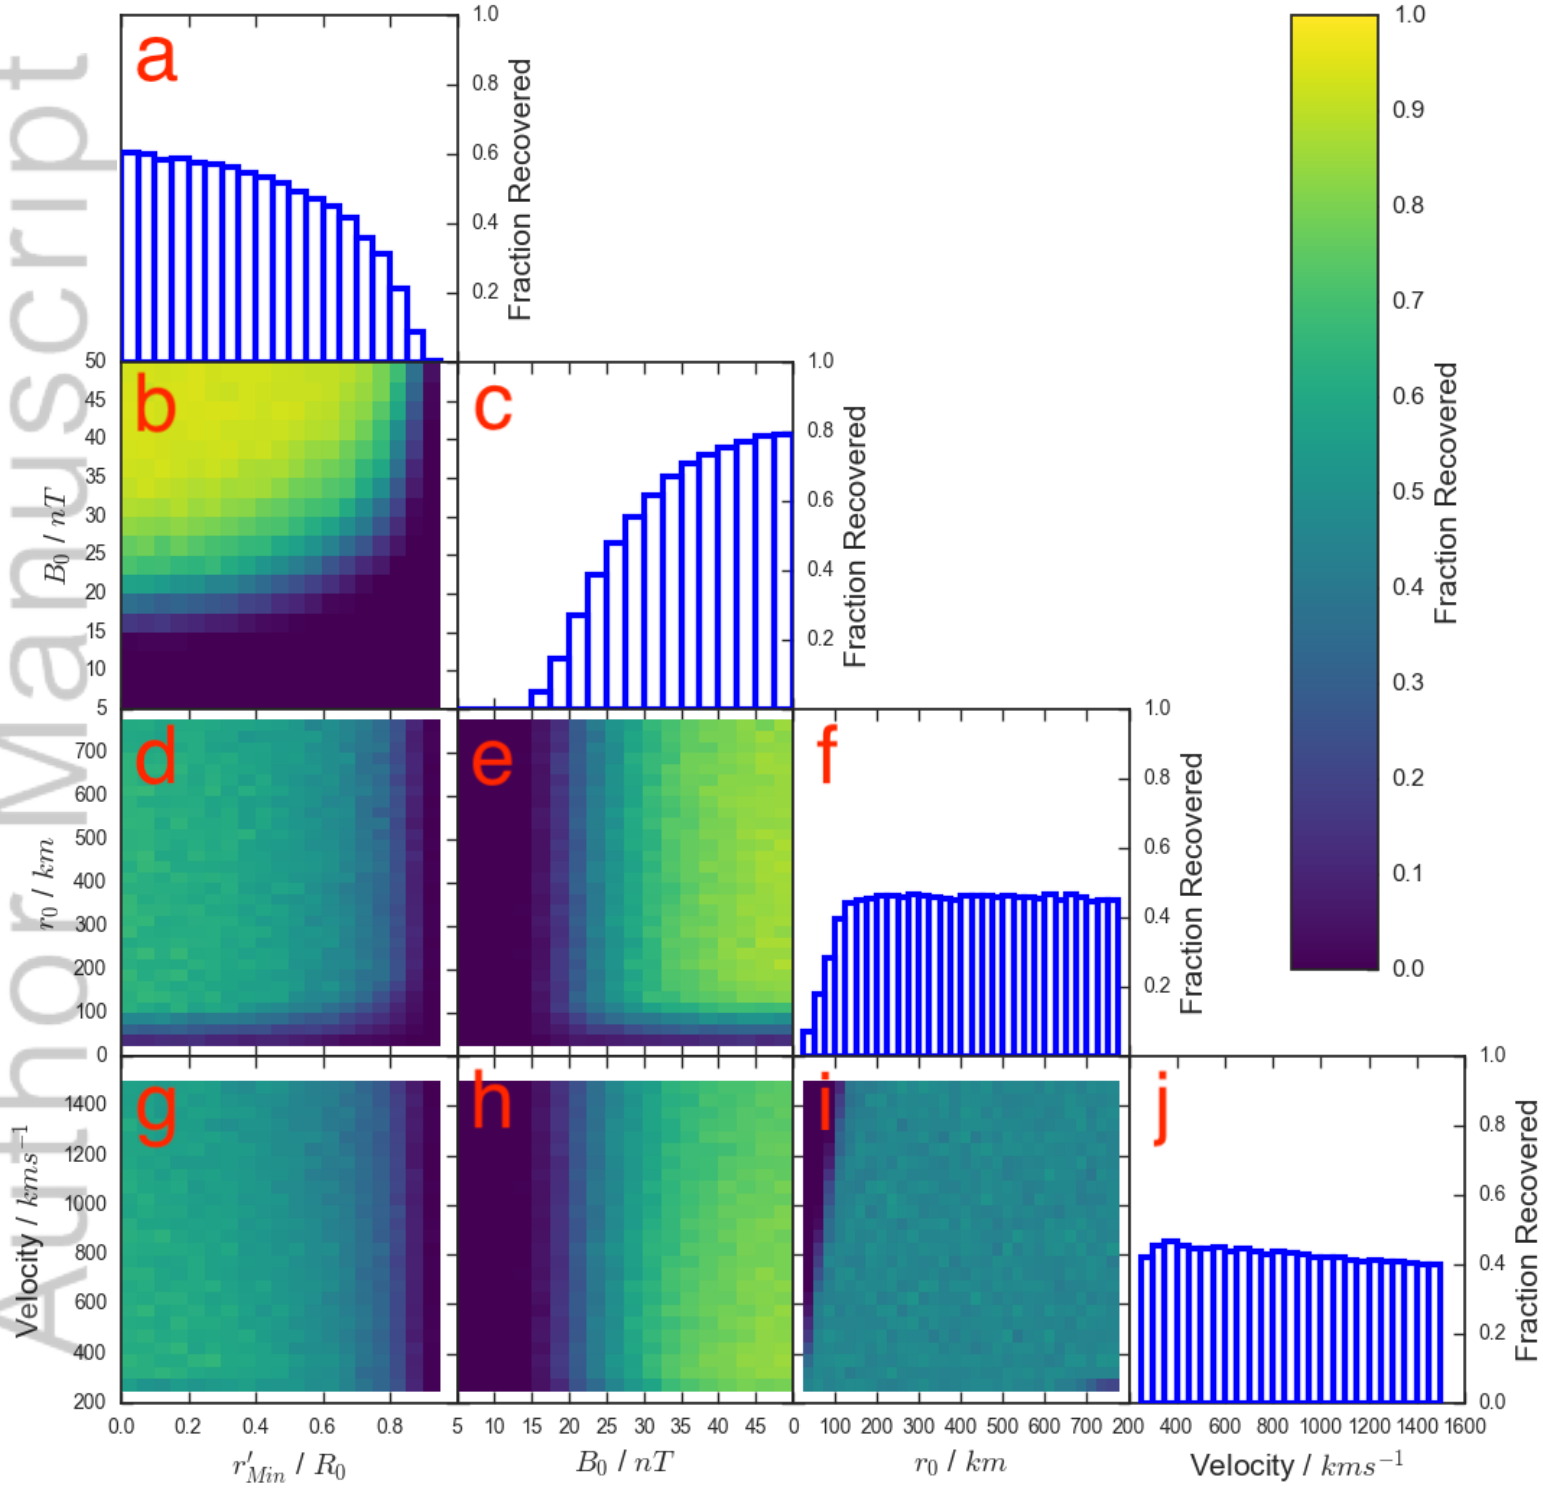 Author Manuscript
a
1.0
0.8
0.6
0.4
0.2
Fraction Recovered
1.0
0.9
0.8
0.7
0.6
0.5
0.4
0.3
0.2
0.1
0.0
Fraction Recovered
b
50
45
40
35
30
25
20
15
10
5
B₀ / nT
c
1.0
0.8
0.6
0.4
0.2
Fraction Recovered
d
700
600
500
400
300
200
100
0
r₀ / km
e
f
1.0
0.8
0.6
0.4
0.2
Fraction Recovered
g
1400
1200
1000
800
600
400
200
Velocity / kms⁻¹
h
i
j
1.0
0.8
0.6
0.4
0.2
0.0
Fraction Recovered
0.0 0.2 0.4 0.6 0.8
r′Min / R₀
5 10 15 20 25 30 35 40 45
B₀ / nT
0 100 200 300 400 500 600 700
r₀ / km
200 400 600 800 1000 1200 1400 1600
Velocity / kms⁻¹